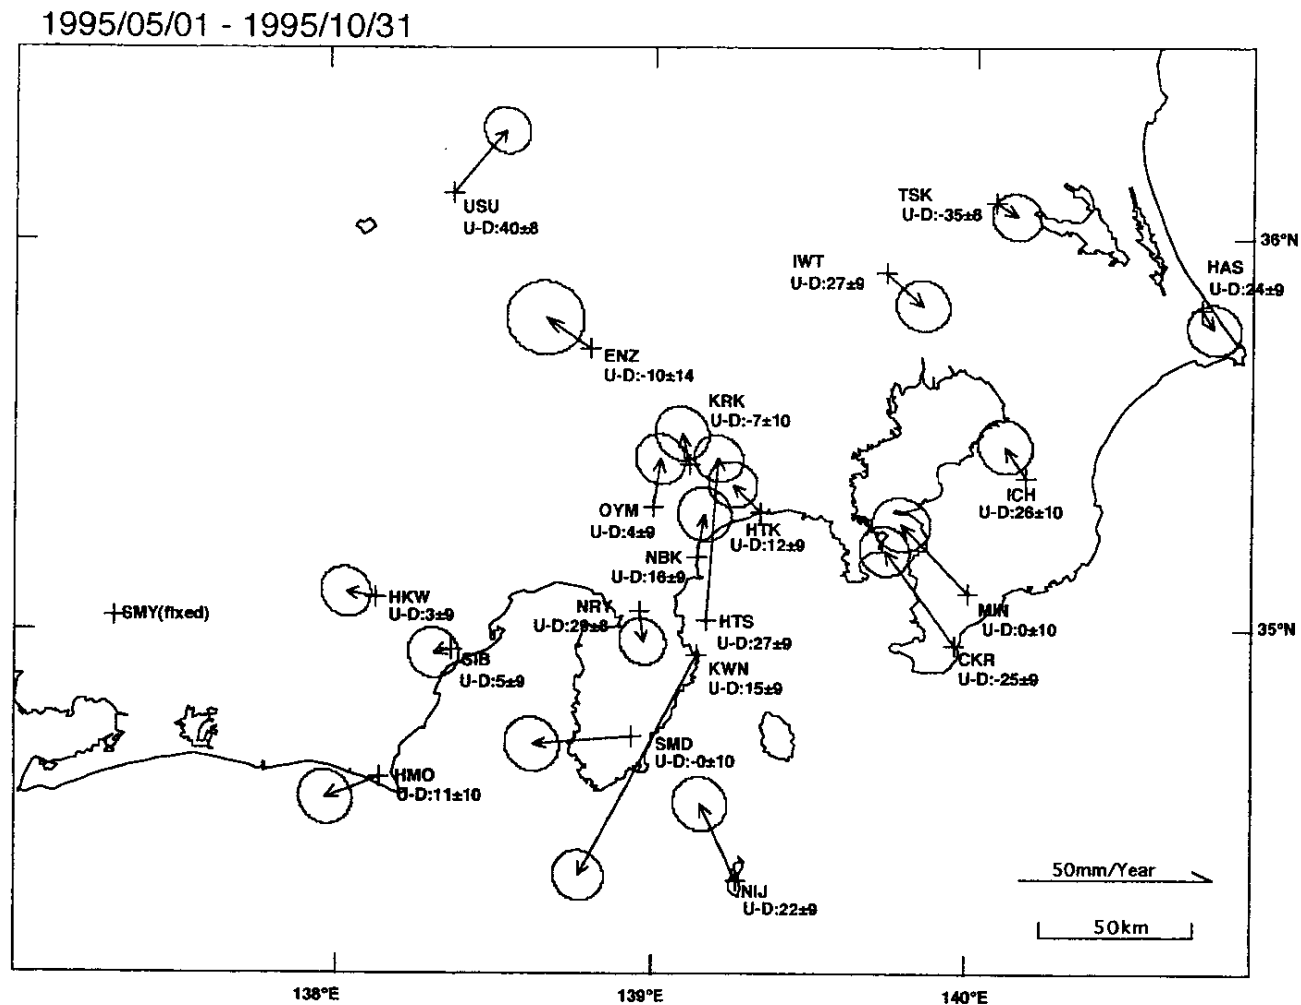 1995/05/01 - 1995/10/31
USU
U-D:40±8
TSK
U-D:-35±6
36°N
IWT
U-D:27±9
HAS
U-D:24±9
ENZ
U-D:-10±14
KRK
U-D:-7±10
OYM
U-D:4±9
HTK
U-D:12±9
ICH
U-D:26±10
NBK
U-D:16±9
HKW
U-D:3±9
SMY(fixed)
NRY
U-D:29±8
HTS
U-D:27±9
MIN
U-D:0±10
35°N
SIB
U-D:5±9
KWN
U-D:15±9
CKR
U-D:-25±9
SMD
U-D:-0±10
HMO
U-D:11±10
50mm/Year
NIJ
U-D:22±9
50km
138°E
139°E
140°E